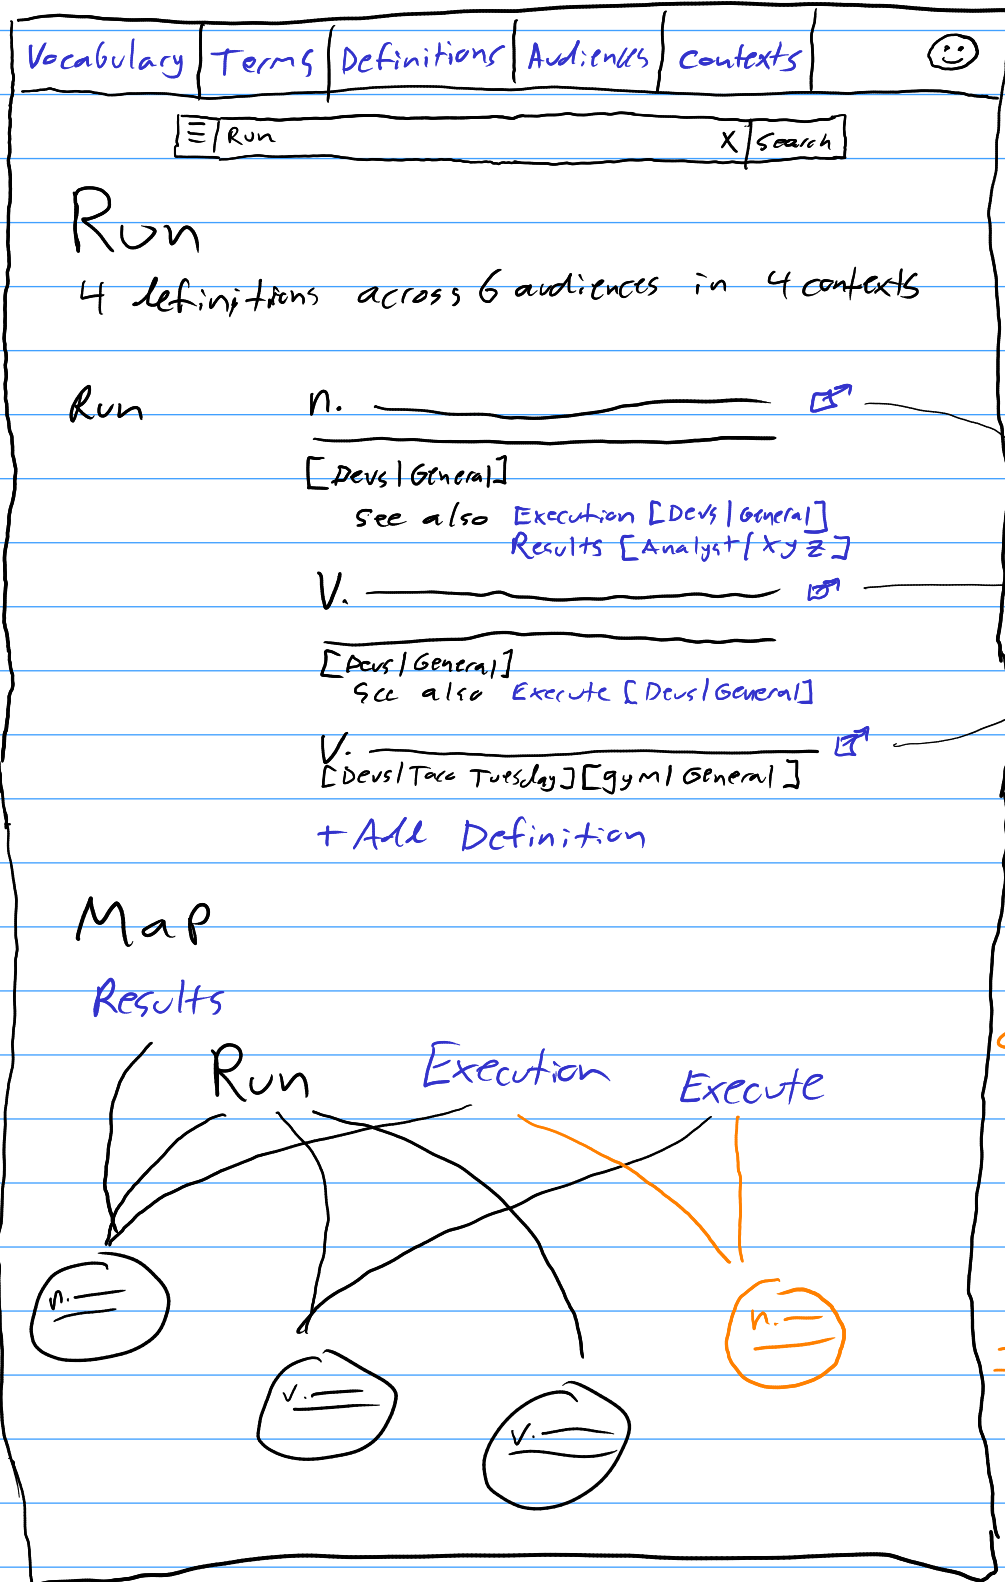 Vocabulary Terms Definitions Audiences Contexts
Run X Search
Run
4 definitions across 6 audiences in 4 contexts
Run n.
[Devs|General]
see also Execution [Devs|General]
Results [Analyst|xyz]
V.
[Devs|General]
See also Execute [Devs|General]
V.
[Devs|Taco Tuesday][gym|General]
+Add Definition
Map
Results
Run Execution Execute
n.
n.
v.
v.